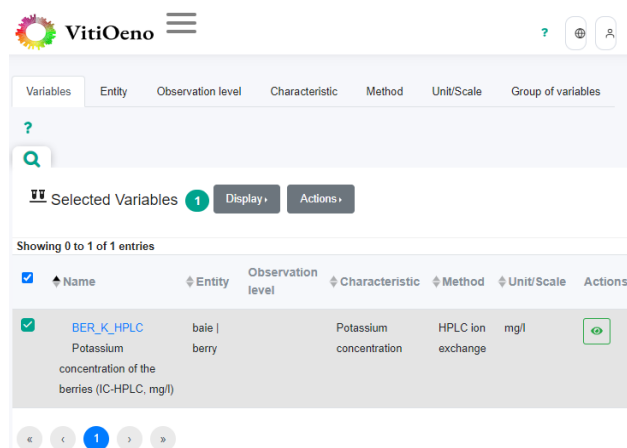 VitiOeno
?
Variables Entity Observation level Characteristic Method Unit/Scale Group of variables
?
Selected Variables 1 Display Actions
Showing 0 to 1 of 1 entries
Name Entity Observation level Characteristic Method Unit/Scale Actions
BER_K_HPLC baie | Potassium HPLC ion mg/l
Potassium berry concentration exchange
concentration of the
berries (IC-HPLC, mg/l)
« ‹ 1 › »